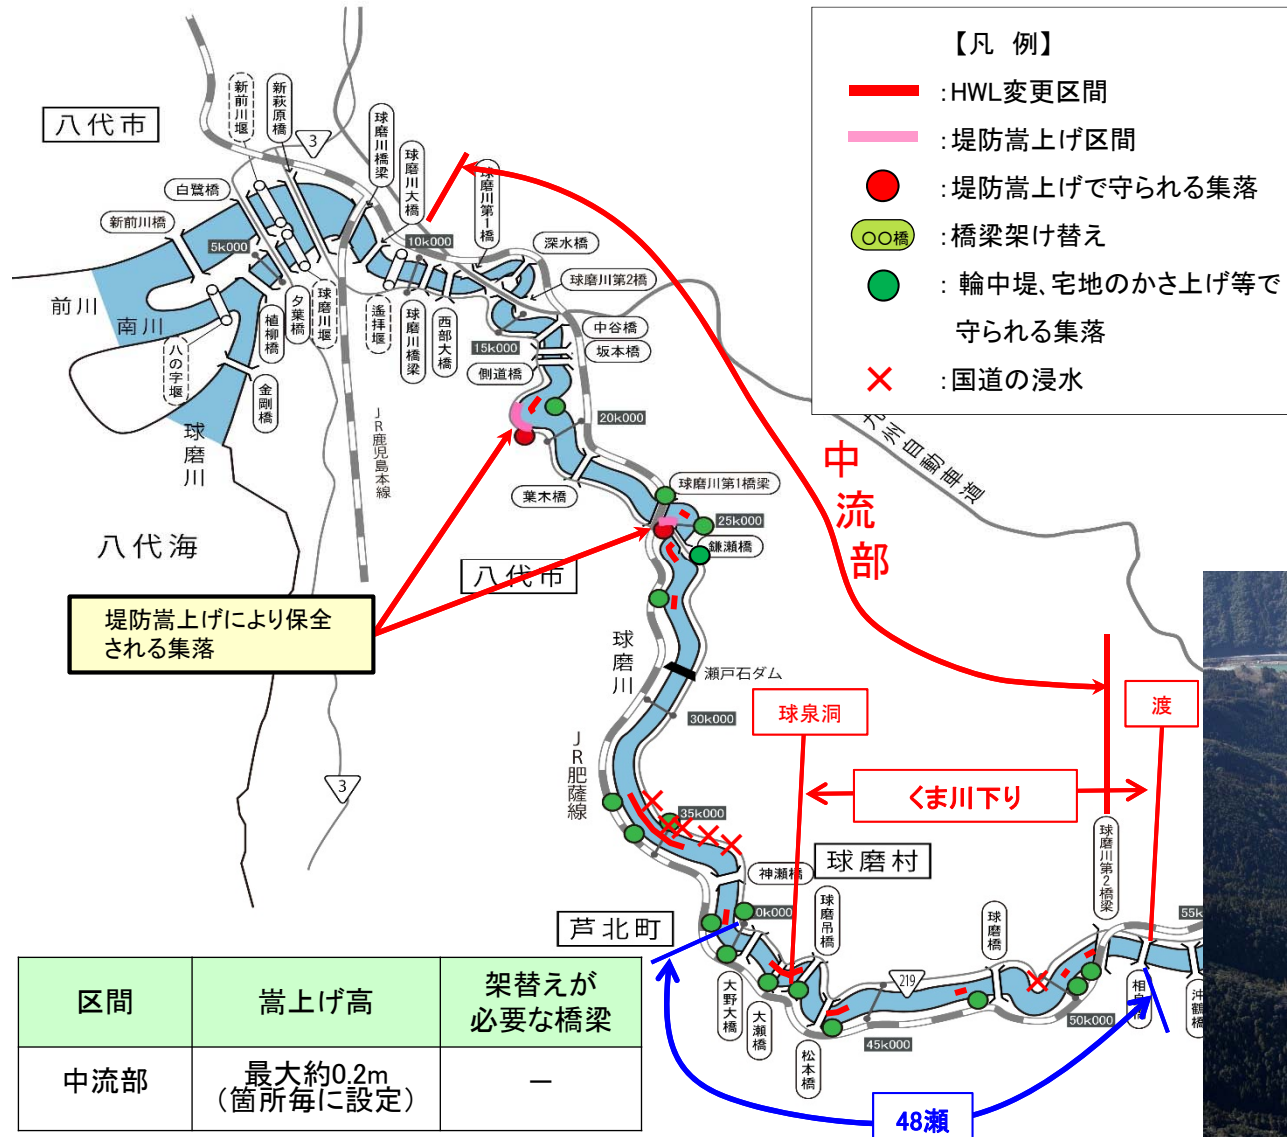 【凡 例】
：HWL変更区間
：堤防嵩上げ区間
：堤防嵩上げで守られる集落
○○橋
：橋梁架け替え
： 輪中堤、宅地のかさ上げ等で
守られる集落
：国道の浸水
八代市
新前川堰
新萩原橋
3
球磨川橋梁
球磨川大橋
球磨川第1橋
白鷺橋
新前川橋
5k000
10k000
深水橋
球磨川第2橋
前川
南川
八の字堰
植柳橋
夕葉橋
球磨川堰
遙拝堰
球磨川橋梁
西部大橋
15k000
中谷橋
坂本橋
側道橋
金剛橋
球磨川
JR鹿児島本線
20k000
九州自動車道
中流部
葉木橋
球磨川第1橋梁
25k000
鎌瀬橋
八代海
八代市
堤防嵩上げにより保全
される集落
球磨川
瀬戸石ダム
30k000
球泉洞
渡
JR肥薩線
3
くま川下り
35k000
球磨村
神瀬橋
球磨川第2橋梁
芦北町
0k000
球磨吊橋
球磨橋
55k
219
大野大橋
大瀬橋
松本橋
45k000
50k000
沖鶴橋
48瀬
区間
嵩上げ高
架替えが
必要な橋梁
中流部
最大約0.2m
（箇所毎に設定）
－